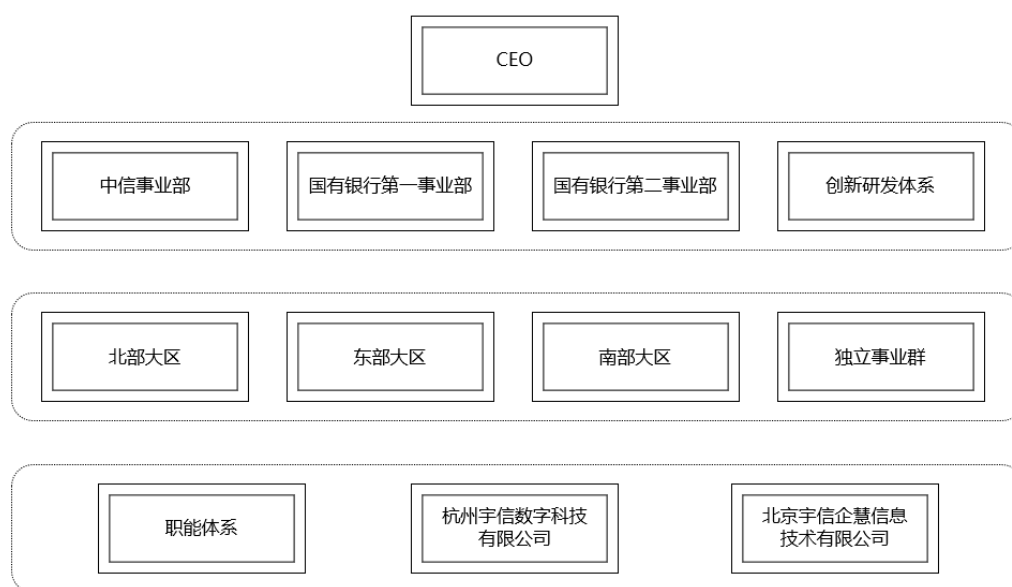 CEO
中信事业部
国有银行第一事业部
国有银行第二事业部
创新研发体系
北部大区
东部大区
南部大区
独立事业群
职能体系
杭州宇信数字科技
有限公司
北京宇信企慧信息
技术有限公司